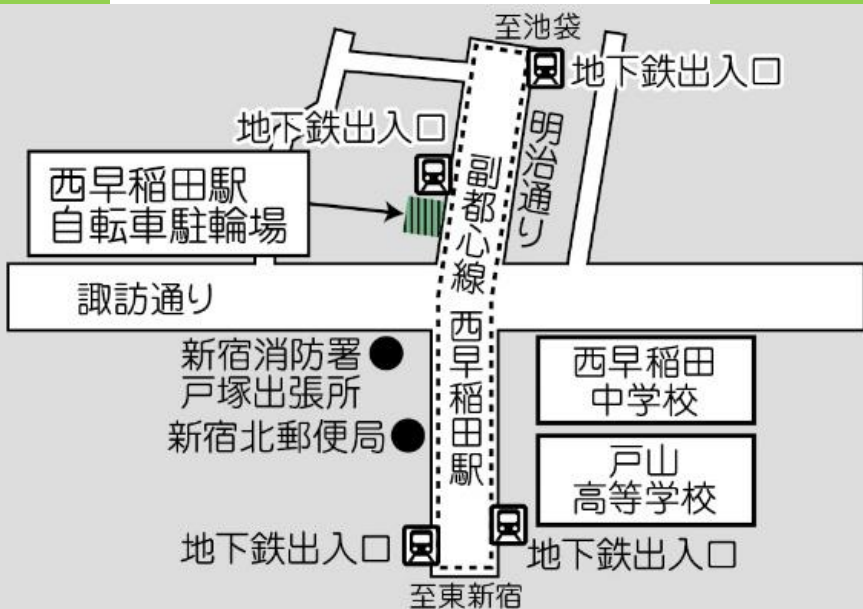 至池袋
地下鉄出入口
地下鉄出入口
明治通り
副都心線
西早稲田駅
自転車駐輪場
諏訪通り
西早稲田駅
新宿消防署
戸塚出張所
西早稲田
中学校
新宿北郵便局
戸山
高等学校
地下鉄出入口
地下鉄出入口
至東新宿